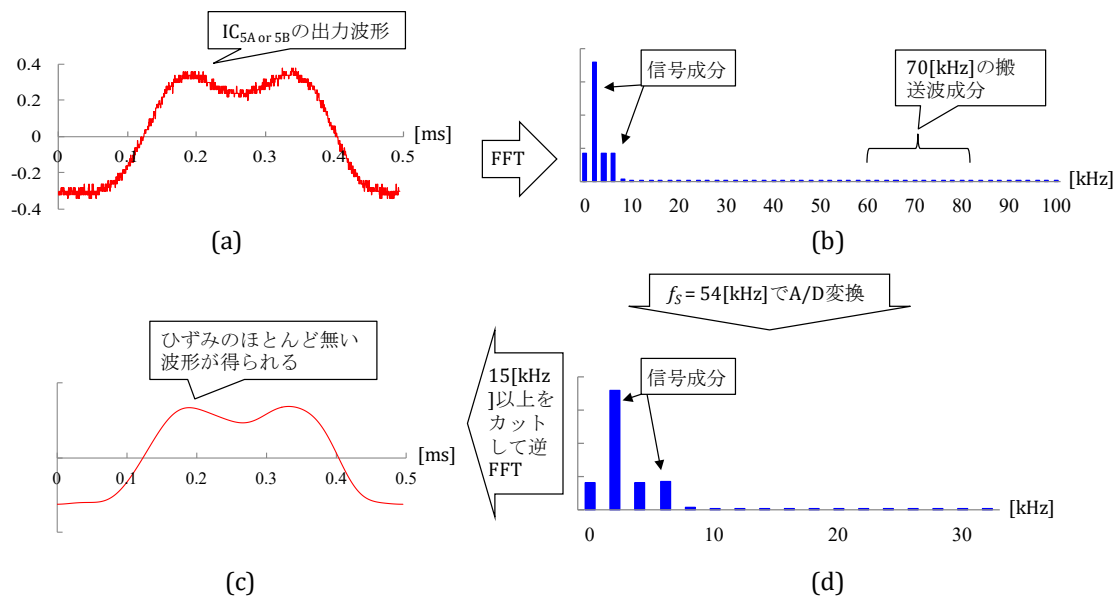 IC5A or 5Bの出力波形
0.4
0.2
0
-0.2
-0.4
0
0.1
0.2
0.3
0.4
0.5
[ms]
(a)
FFT
信号成分
70[kHz]の搬
送波成分
[kHz]
0 10 20 30 40 50 60 70 80 90 100
(b)
fS = 54[kHz]でA/D変換
ひずみのほとんど無い
波形が得られる
[ms]
0 0.1 0.2 0.3 0.4 0.5
(c)
15[kHz
]以上を
カット
して逆
FFT
信号成分
[kHz]
0 10 20 30
(d)